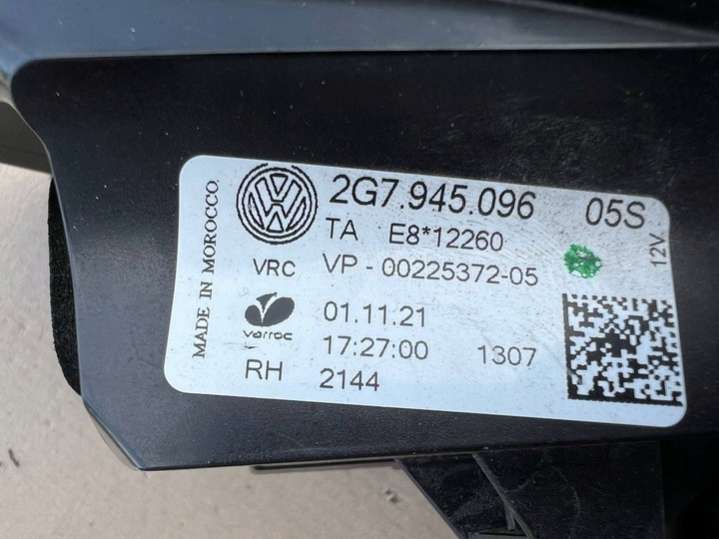 MADE IN MOROCCO
2G7.945.096 05S
TA E8*12260
12V
VRC VP - 00225372-05
varroc
01.11.21
17:27:00 1307
RH 2144